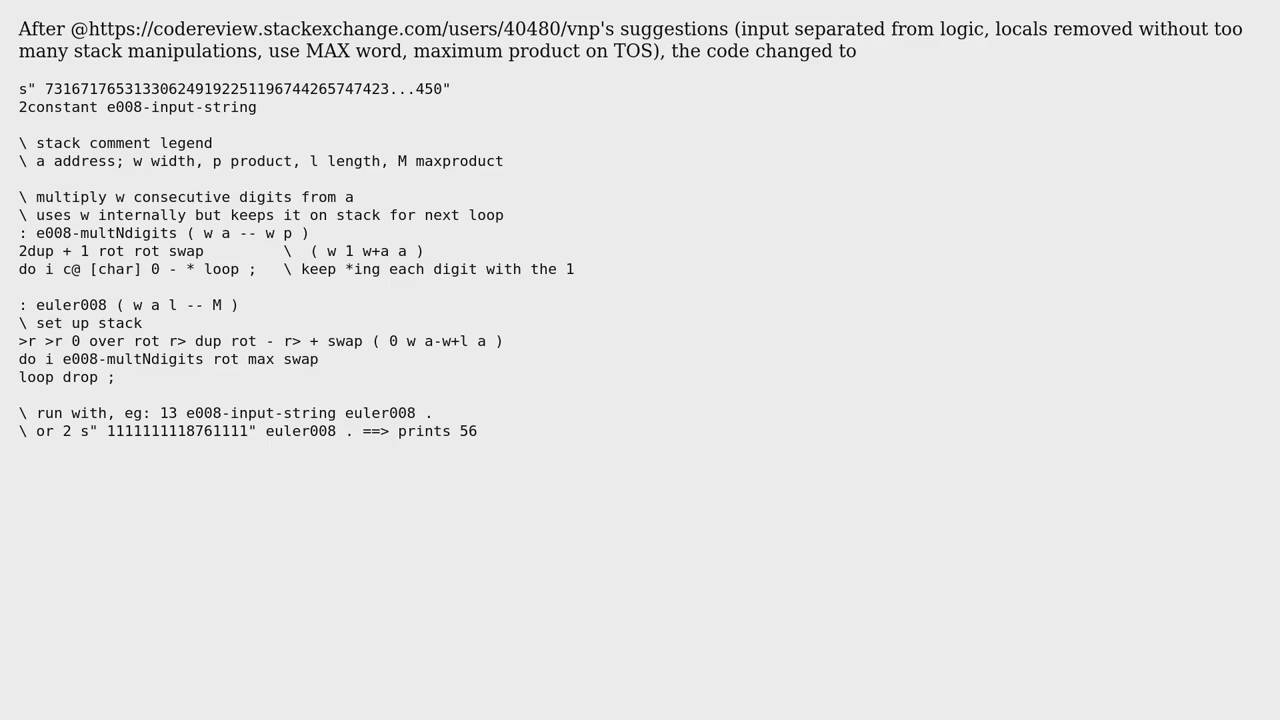 After @https://codereview.stackexchange.com/users/40480/vnp's suggestions (input separated from logic, locals removed without too
many stack manipulations, use MAX word, maximum product on TOS), the code changed to
s" 7316717653133062491922511967442657474​23...450"
2constant e008-input-string
\ stack comment legend
\ a address; w width, p product, l length, M maxproduct
\ multiply w consecutive digits from a
\ uses w internally but keeps it on stack for next loop
: e008-multNdigits ( w a -- w p )
2dup + 1 rot rot swap         \  ( w 1 w+a a )
do i c@ [char] 0 - * loop ;   \ keep *ing each digit with the 1
: euler008 ( w a l -- M )
\ set up stack
>r >r 0 over rot r> dup rot - r> + swap ( 0 w a-w+l a )
do i e008-multNdigits rot max swap
loop drop ;
\ run with, eg: 13 e008-input-string euler008 .
\ or 2 s" 1111111118761111" euler008 . ==> prints 56